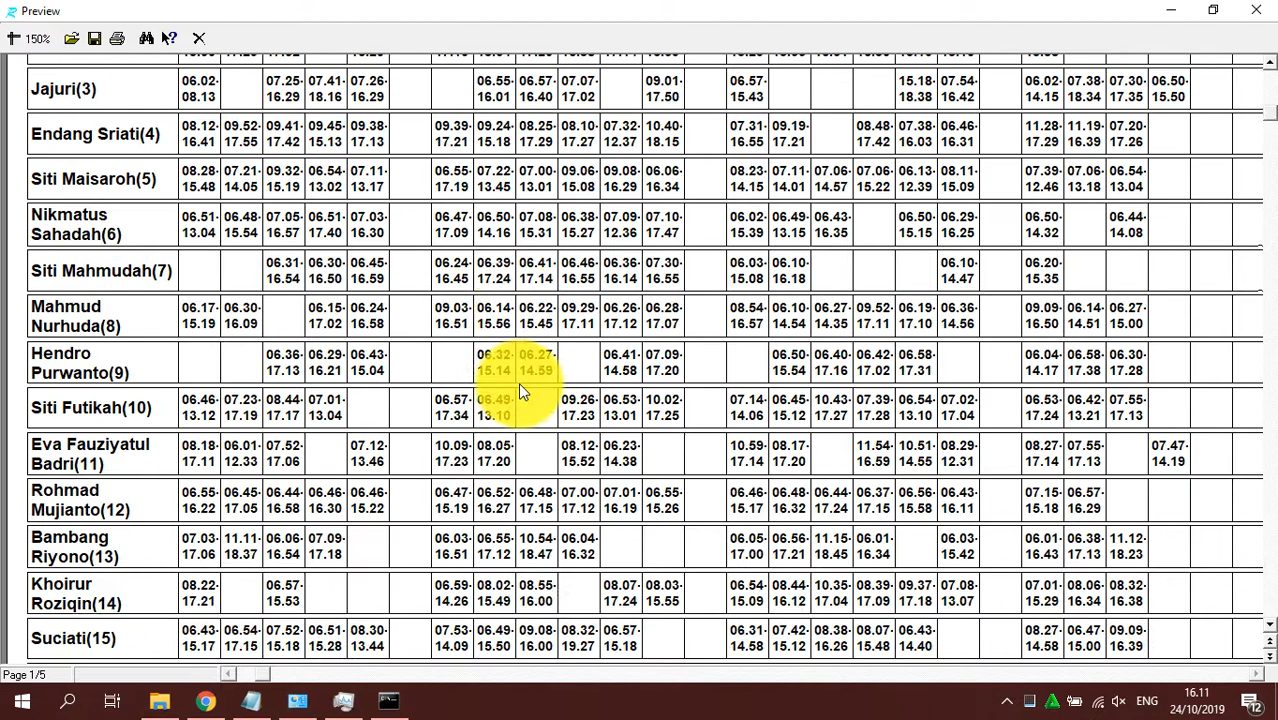 Preview
150%
Jajuri(3) 06.02- 07.25- 07.41- 07.26- 06.55- 06.57- 07.07- 09.01- 06.57- 15.18- 07.54- 06.02- 07.38- 07.30- 06.50-
08.13 16.29 18.16 16.29 16.01 16.40 17.02 17.50 15.43 18.38 16.42 14.15 18.34 17.35 15.50
Endang Sriati(4) 08.12- 09.52- 09.41- 09.45- 09.38- 09.39- 09.24- 08.25- 08.10- 07.32- 10.40- 07.31- 09.19- 08.48- 07.38- 06.46- 11.28- 11.19- 07.20-
16.41 17.55 17.42 15.13 17.13 17.21 15.18 17.29 17.27 12.37 18.15 16.55 17.21 17.42 16.03 16.31 17.29 16.39 17.26
Siti Maisaroh(5) 08.28- 07.21- 09.32- 06.54- 07.11- 06.55- 07.22- 07.00- 09.06- 09.08- 06.06- 08.23- 07.11- 07.06- 07.06- 06.13- 08.11- 07.39- 07.06- 06.54-
15.48 14.05 15.19 13.02 13.17 17.19 13.45 13.01 15.08 16.29 16.34 14.15 14.01 14.57 15.22 12.39 15.09 12.46 13.18 13.04
Nikmatus 06.51- 06.48- 07.05- 06.51- 07.03- 06.47- 06.50- 07.08- 06.38- 07.09- 07.10- 06.02- 06.49- 06.43- 06.50- 06.29- 06.50- 06.44-
Sahadah(6) 13.04 15.54 16.57 17.40 16.30 17.09 14.16 15.31 15.27 12.36 17.47 15.39 13.15 16.35 15.15 16.25 14.32 14.08
Siti Mahmudah(7) 06.31- 06.30- 06.45- 06.24- 06.39- 06.41- 06.46- 06.36- 07.30- 06.03- 06.10- 06.10- 06.20-
16.54 16.50 16.59 16.45 17.24 17.14 16.55 16.14 16.55 15.08 16.18 14.47 15.35
Mahmud 06.17- 06.30- 06.15- 06.24- 09.03- 06.14- 06.22- 09.29- 06.26- 06.28- 08.54- 06.10- 06.27- 09.52- 06.19- 06.36- 09.09- 06.14- 06.27-
Nurhuda(8) 15.19 16.09 17.02 16.58 16.51 15.56 15.45 17.11 17.12 17.07 16.57 14.54 14.35 17.11 17.10 14.56 16.50 14.51 15.00
Hendro 06.36- 06.29- 06.43- 06.32- 06.27- 06.41- 07.09- 06.50- 06.40- 06.42- 06.58- 06.04- 06.58- 06.30-
Purwanto(9) 17.13 16.21 15.04 15.14 14.59 14.58 17.20 15.54 17.16 17.02 17.31 14.17 17.38 17.28
Siti Futikah(10) 06.46- 07.23- 08.44- 07.01- 06.57- 06.49- 09.26- 06.53- 10.02- 07.14- 06.45- 10.43- 07.39- 06.54- 07.02- 06.53- 06.42- 07.55-
13.12 17.19 17.17 13.04 17.34 13.10 17.23 13.01 17.25 14.06 15.12 17.27 17.28 13.10 17.04 17.24 13.21 17.13
Eva Fauziyatul 08.18- 06.01- 07.52- 07.12- 10.09- 08.05- 08.12- 06.23- 10.59- 08.17- 11.54- 10.51- 08.29- 08.27- 07.55- 07.47-
Badri(11) 17.11 12.33 17.06 13.46 17.23 17.20 15.52 14.38 17.14 17.20 16.59 14.55 12.31 17.14 17.13 14.19
Rohmad 06.55- 06.45- 06.44- 06.46- 06.46- 06.47- 06.52- 06.48- 07.00- 07.01- 06.55- 06.46- 06.48- 06.44- 06.37- 06.56- 06.43- 07.15- 06.57-
Mujianto(12) 16.22 17.05 16.58 16.30 15.22 15.19 16.27 17.15 17.12 16.19 15.26 15.17 16.32 17.24 17.15 15.58 16.11 15.18 16.29
Bambang 07.03- 11.11- 06.06- 07.09- 06.03- 06.55- 10.54- 06.04- 06.05- 06.56- 11.15- 06.01- 06.03- 06.01- 06.38- 11.12-
Riyono(13) 17.06 18.37 16.54 17.18 16.51 17.12 18.47 16.32 17.00 17.21 18.45 16.34 15.42 16.43 17.13 18.23
Khoirur 08.22- 06.57- 06.59- 08.02- 08.55- 08.07- 08.03- 06.54- 08.44- 10.35- 08.39- 09.37- 07.08- 07.01- 08.06- 08.32-
Roziqin(14) 17.21 15.53 14.26 15.49 16.00 17.24 15.55 15.09 16.12 17.04 17.09 17.18 13.07 15.29 16.34 16.38
Suciati(15) 06.43- 06.54- 07.52- 06.51- 08.30- 07.53- 06.49- 09.08- 08.32- 06.57- 06.31- 07.42- 08.38- 08.07- 06.43- 08.27- 06.47- 09.09-
15.17 17.15 15.18 15.28 13.44 14.09 15.50 16.00 19.27 15.18 14.58 15.12 16.26 15.48 14.40 14.58 15.00 16.39
Page 1/5
ENG
16.11
24/10/2019
12